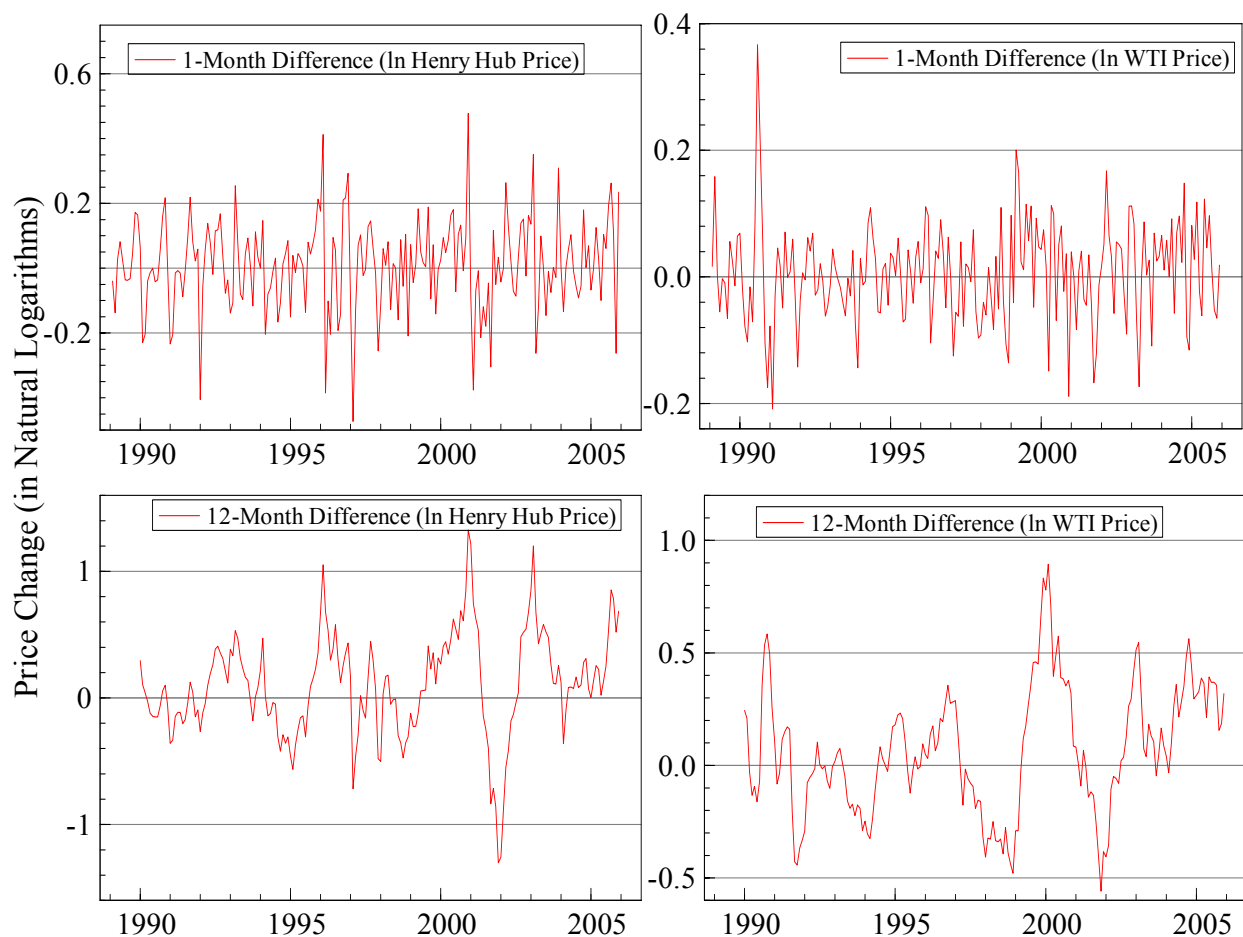 Price Change (in Natural Logarithms)
1-Month Difference (ln Henry Hub Price)
0.6
0.2
-0.2
1990 1995 2000 2005
1-Month Difference (ln WTI Price)
0.4
0.2
0.0
-0.2
1990 1995 2000 2005
12-Month Difference (ln Henry Hub Price)
1
0
-1
1990 1995 2000 2005
12-Month Difference (ln WTI Price)
1.0
0.5
0.0
-0.5
1990 1995 2000 2005